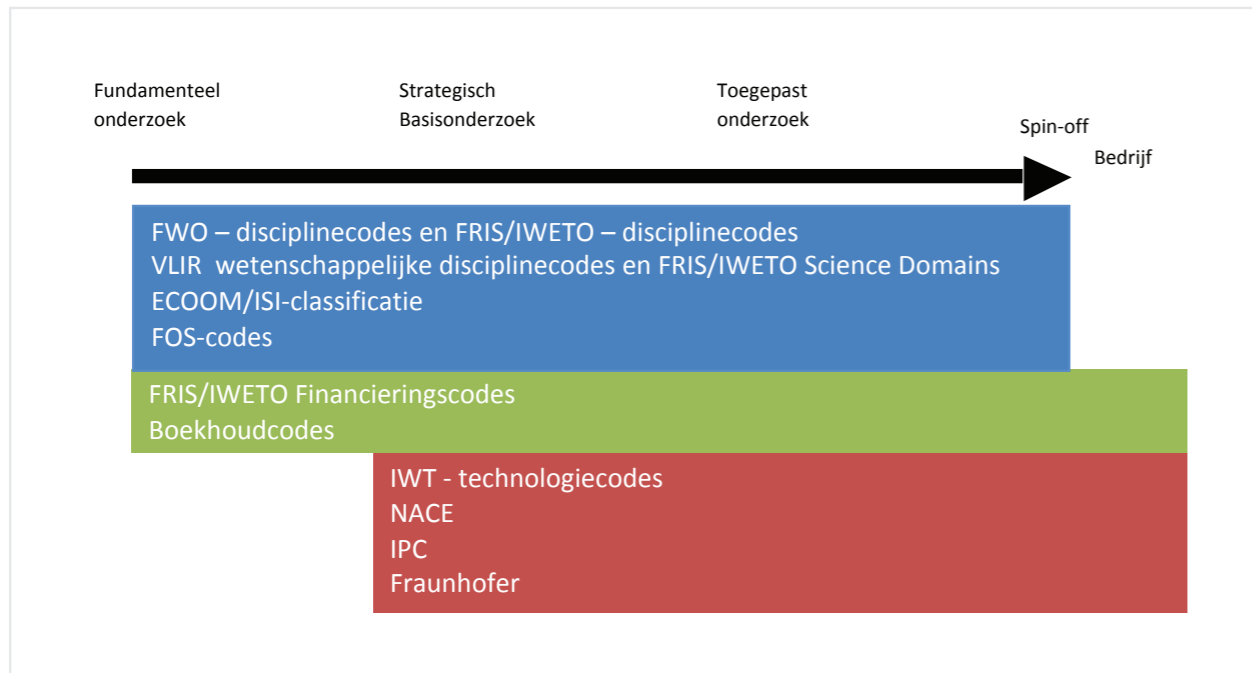 Fundamenteel
onderzoek
Strategisch
Basisonderzoek
Toegepast
onderzoek
Spin-off
Bedrijf
FWO – disciplinecodes en FRIS/IWETO – disciplinecodes
VLIR  wetenschappelijke disciplinecodes en FRIS/IWETO Science Domains
ECOOM/ISI-classificatie
FOS-codes
FRIS/IWETO Financieringscodes
Boekhoudcodes
IWT - technologiecodes
NACE
IPC
Fraunhofer